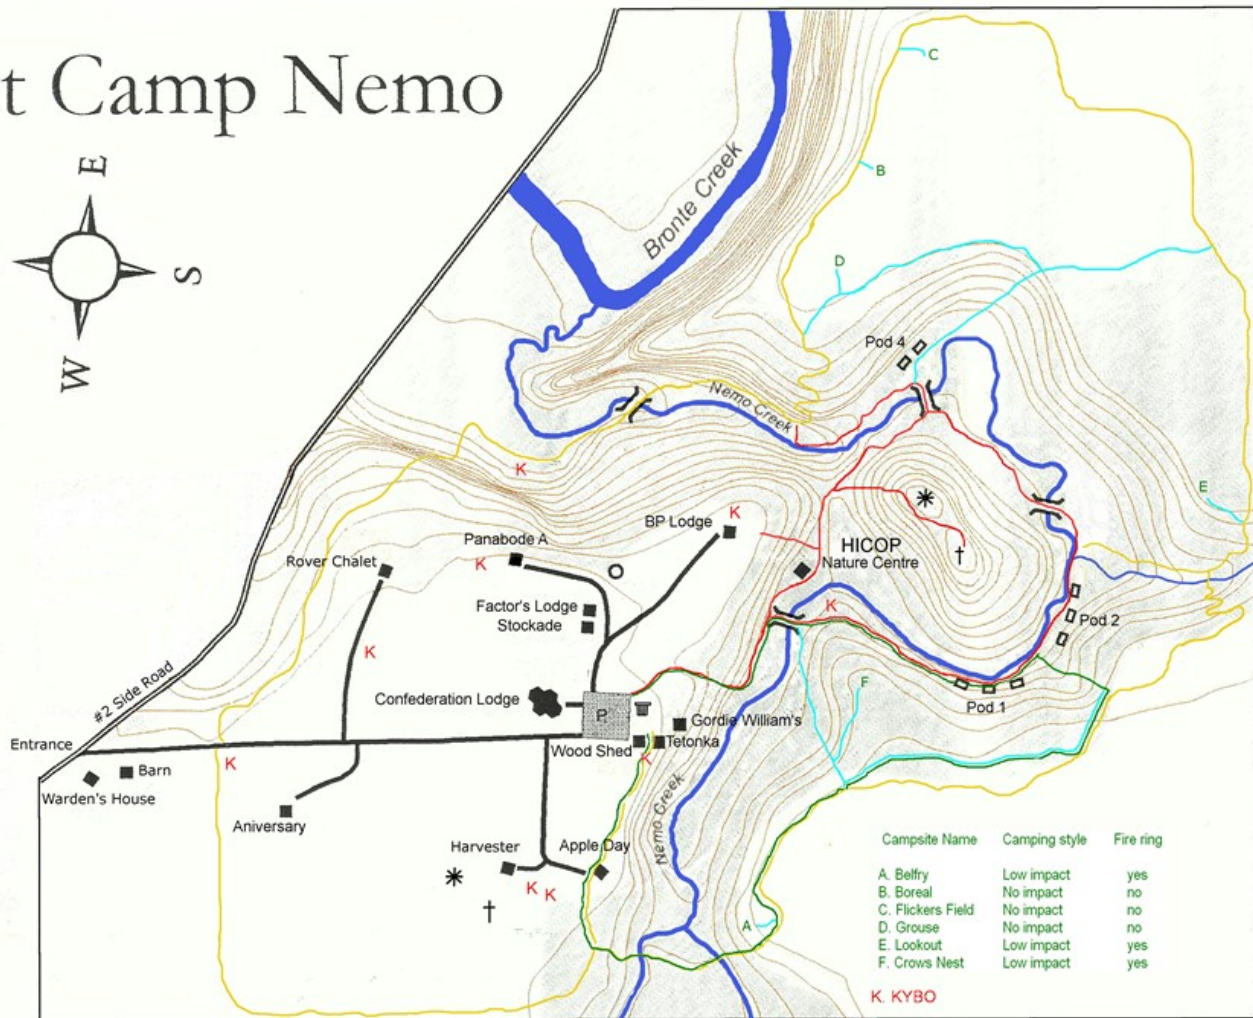 t Camp Nemo
E
S
W
C
B
Bronte Creek
D
Pod 4
Nemo Creek
K
E
BP Lodge
K
Panabode A
HICOP
Nature Centre
Rover Chalet
K
Factor's Lodge
Stockade
K
Pod 2
K
#2 Side Road
Confederation Lodge
P
F
Pod 1
Gordie William's
Entrance
Wood Shed
Tetonka
K
K
Barn
Warden's House
Nemo Creek
Aniversary
Harvester
Apple Day
K
K
A
Campsite Name Camping style Fire ring
A. Belfry Low impact yes
B. Boreal No impact no
C. Flickers Field No impact no
D. Grouse No impact no
E. Lookout Low impact yes
F. Crows Nest Low impact yes
K. KYBO